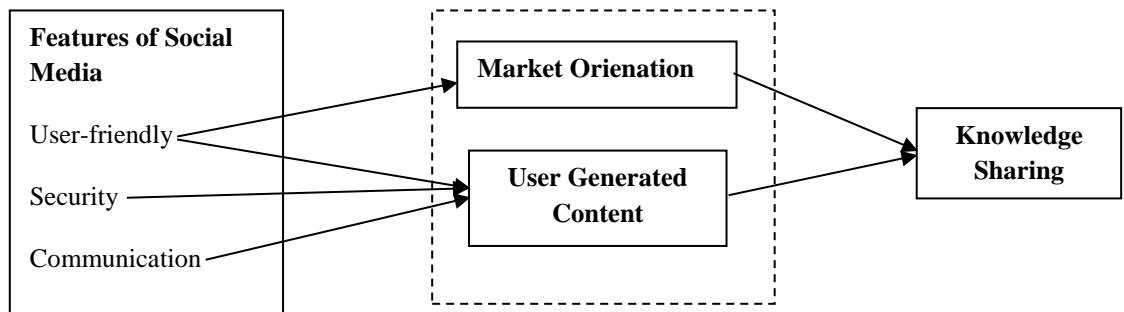 Features of Social
Media
User-friendly
Security
Communication
Market Orienation
User Generated
Content
Knowledge
Sharing